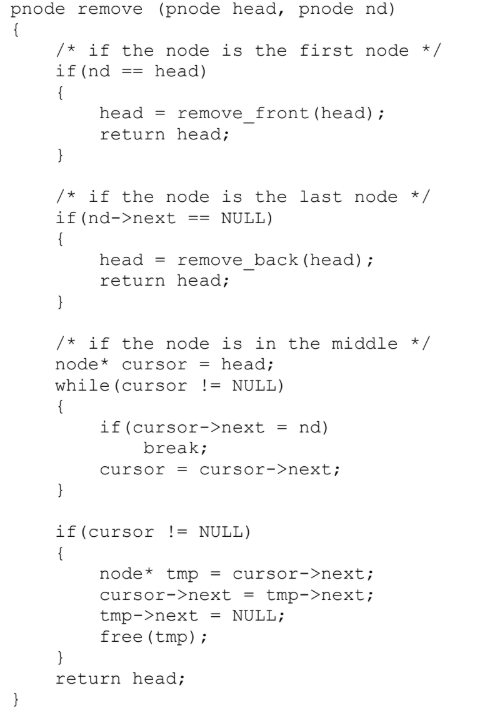 pnode remove (pnode head, pnode nd)
{
    /* if the node is the first node */
    if(nd == head)
    {
        head = remove_front(head);
        return head;
    }

    /* if the node is the last node */
    if(nd->next == NULL)
    {
        head = remove_back(head);
        return head;
    }

    /* if the node is in the middle */
    node* cursor = head;
    while(cursor != NULL)
    {
        if(cursor->next = nd)
            break;
        cursor = cursor->next;
    }

    if(cursor != NULL)
    {
        node* tmp = cursor->next;
        cursor->next = tmp->next;
        tmp->next = NULL;
        free(tmp);
    }
    return head;
}